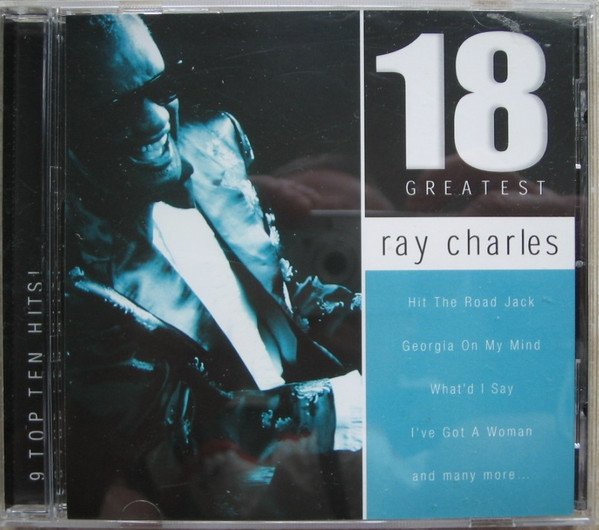 9 TOP TEN HITS!
18
GREATEST
ray charles
Hit The Road Jack
Georgia On My Mind
What'd I Say
I've Got A Woman
and many more...